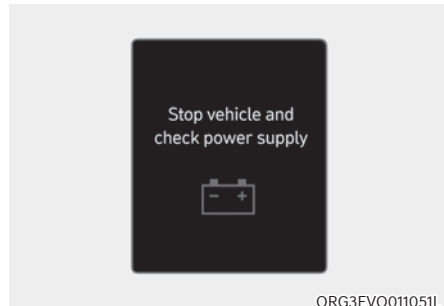 Stop vehicle and
check power supply
- +
ORG3EVQ011051L